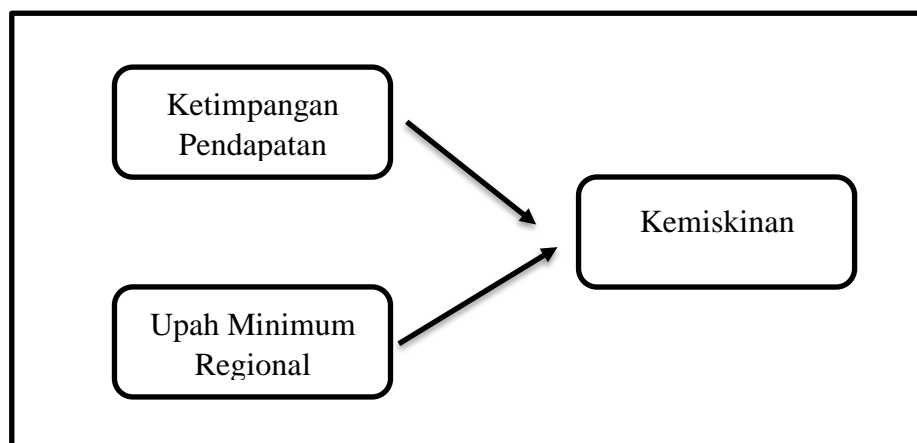 Ketimpangan
Pendapatan
Kemiskinan
Upah Minimum
Regional